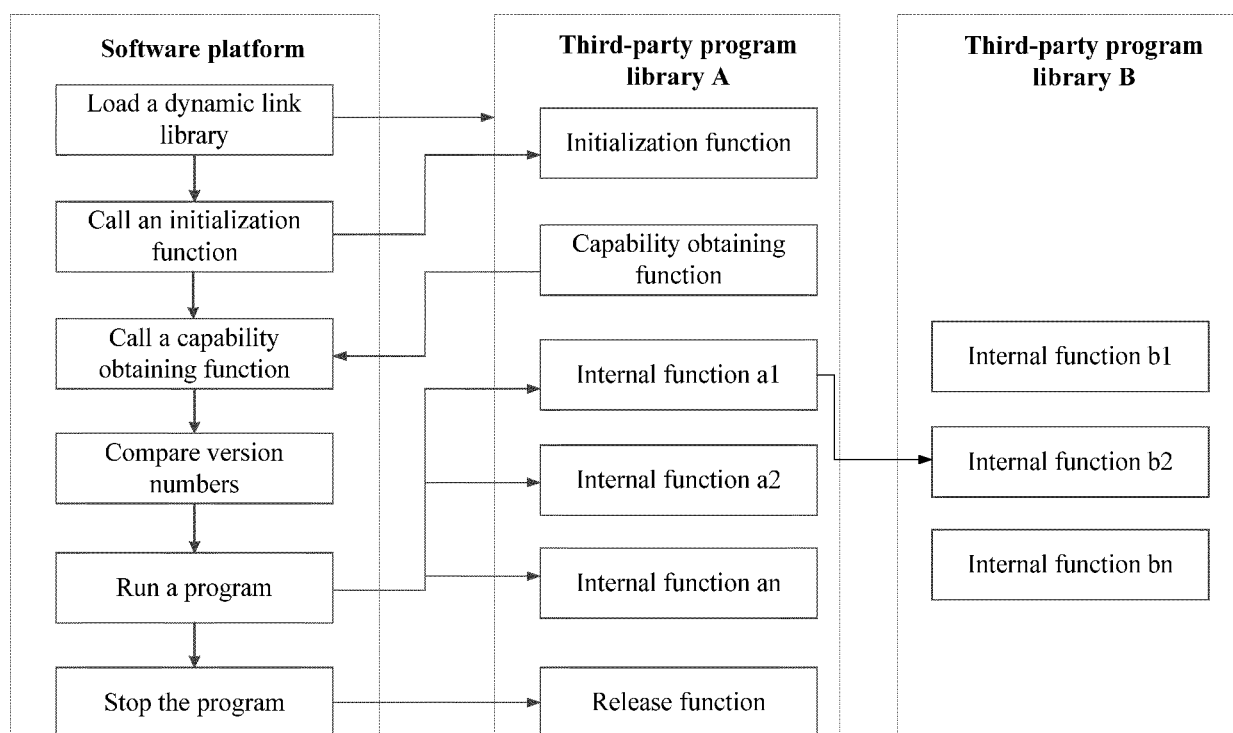 Software platform
Load a dynamic link
library
Call an initialization
function
Call a capability
obtaining function
Compare version
numbers
Run a program
Stop the program
Third-party program
library A
Initialization function
Capability obtaining
function
Internal function a1
Internal function a2
Internal function an
Release function
Third-party program
library B
Internal function b1
Internal function b2
Internal function bn